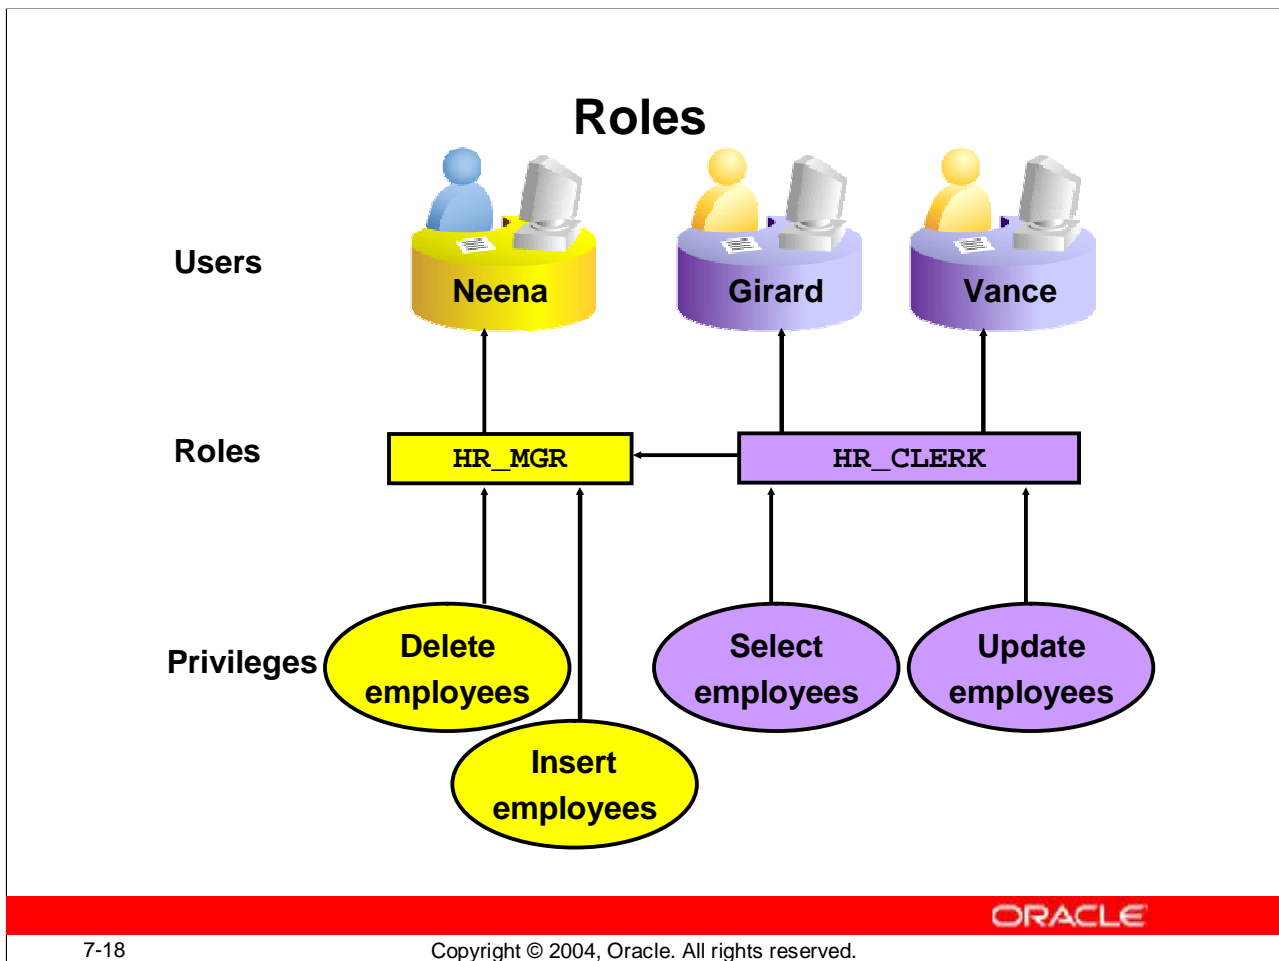 Roles
Users
Neena
Girard
Vance
Roles
HR_MGR
HR_CLERK
Privileges
Delete
employees
Select
employees
Update
employees
Insert
employees
ORACLE
7-18
Copyright © 2004, Oracle. All rights reserved.